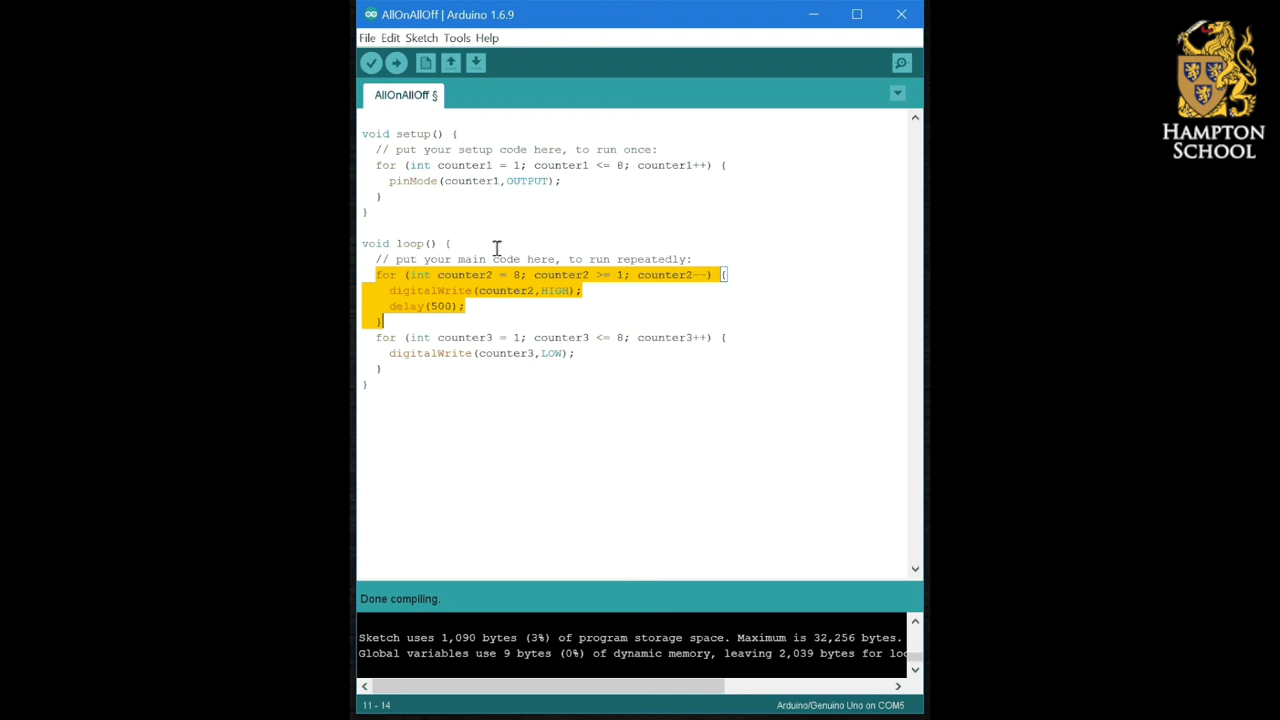 AllOnAllOff | Arduino 1.6.9
File Edit Sketch Tools Help
AllOnAllOff §
void setup() {
// put your setup code here, to run once:
for (int counter1 = 1; counter1 <= 8; counter1++) {
pinMode(counter1,OUTPUT);
}
}
void loop() {
// put your main code here, to run repeatedly:
for (int counter2 = 8; counter2 >= 1; counter2--) {
digitalWrite(counter2,HIGH);
delay(500);
}
for (int counter3 = 1; counter3 <= 8; counter3++) {
digitalWrite(counter3,LOW);
}
}
Done compiling.
Sketch uses 1,090 bytes (3%) of program storage space. Maximum is 32,256 bytes.
Global variables use 9 bytes (0%) of dynamic memory, leaving 2,039 bytes for loc
11 - 14
Arduino/Genuino Uno on COM5
HAMPTON
SCHOOL